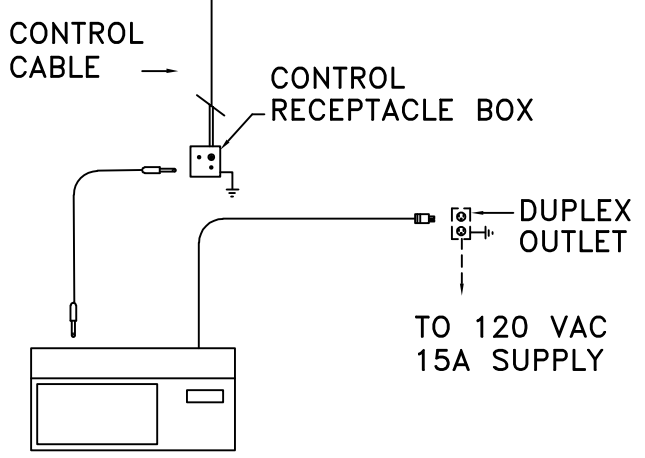 CONTROL
CABLE
CONTROL
RECEPTACLE BOX
DUPLEX
OUTLET
TO 120 VAC
15A SUPPLY